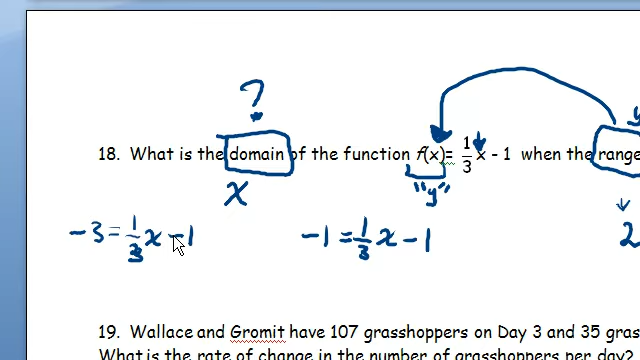 ?
y
18. What is the domain of the function f(x)= 1/3 x - 1 when the range
x "y"
2
-3 = 1/3 x - 1 -1 = 1/3 x - 1
19. Wallace and Gromit have 107 grasshoppers on Day 3 and 35 gras
What is the rate of change in the number of grasshoppers per day?